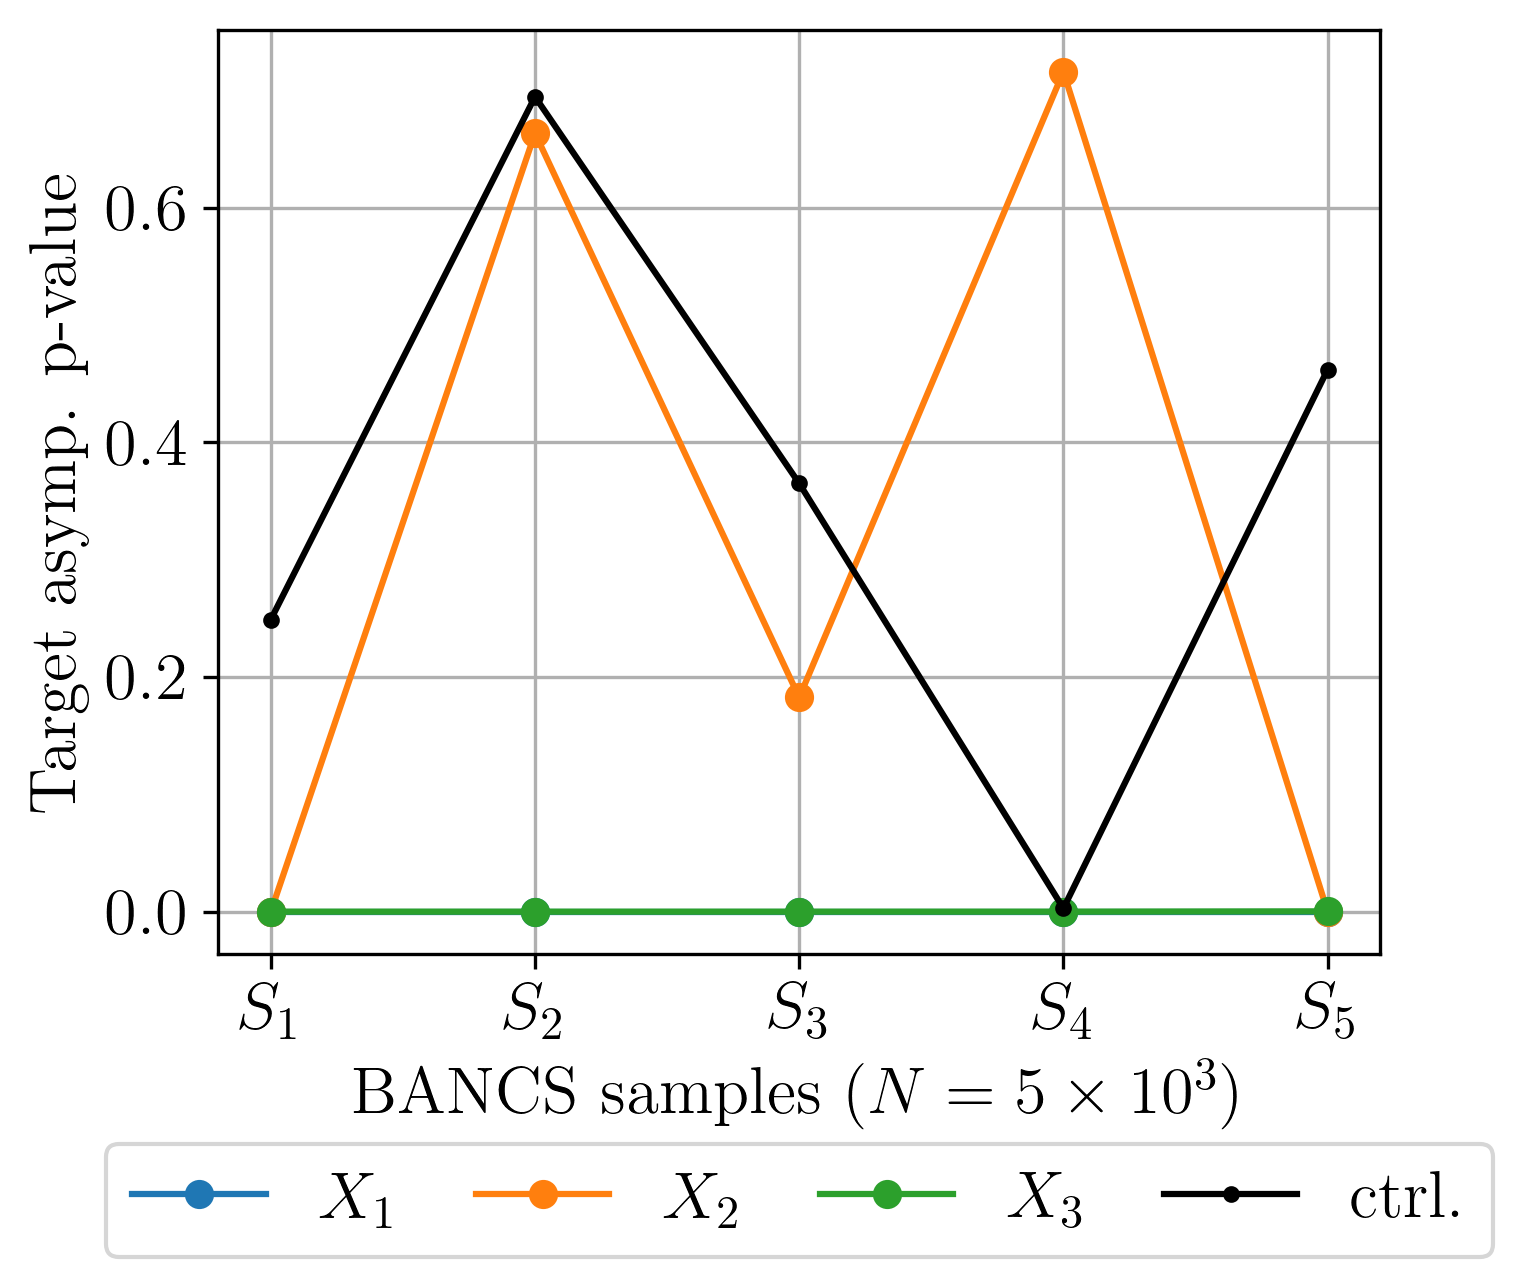 Target asymp. p-value
0.6
0.4
0.2
0.0
S₁ S₂ S₃ S₄ S₅
BANCS samples (N = 5 × 10³)
X₁ X₂ X₃ ctrl.